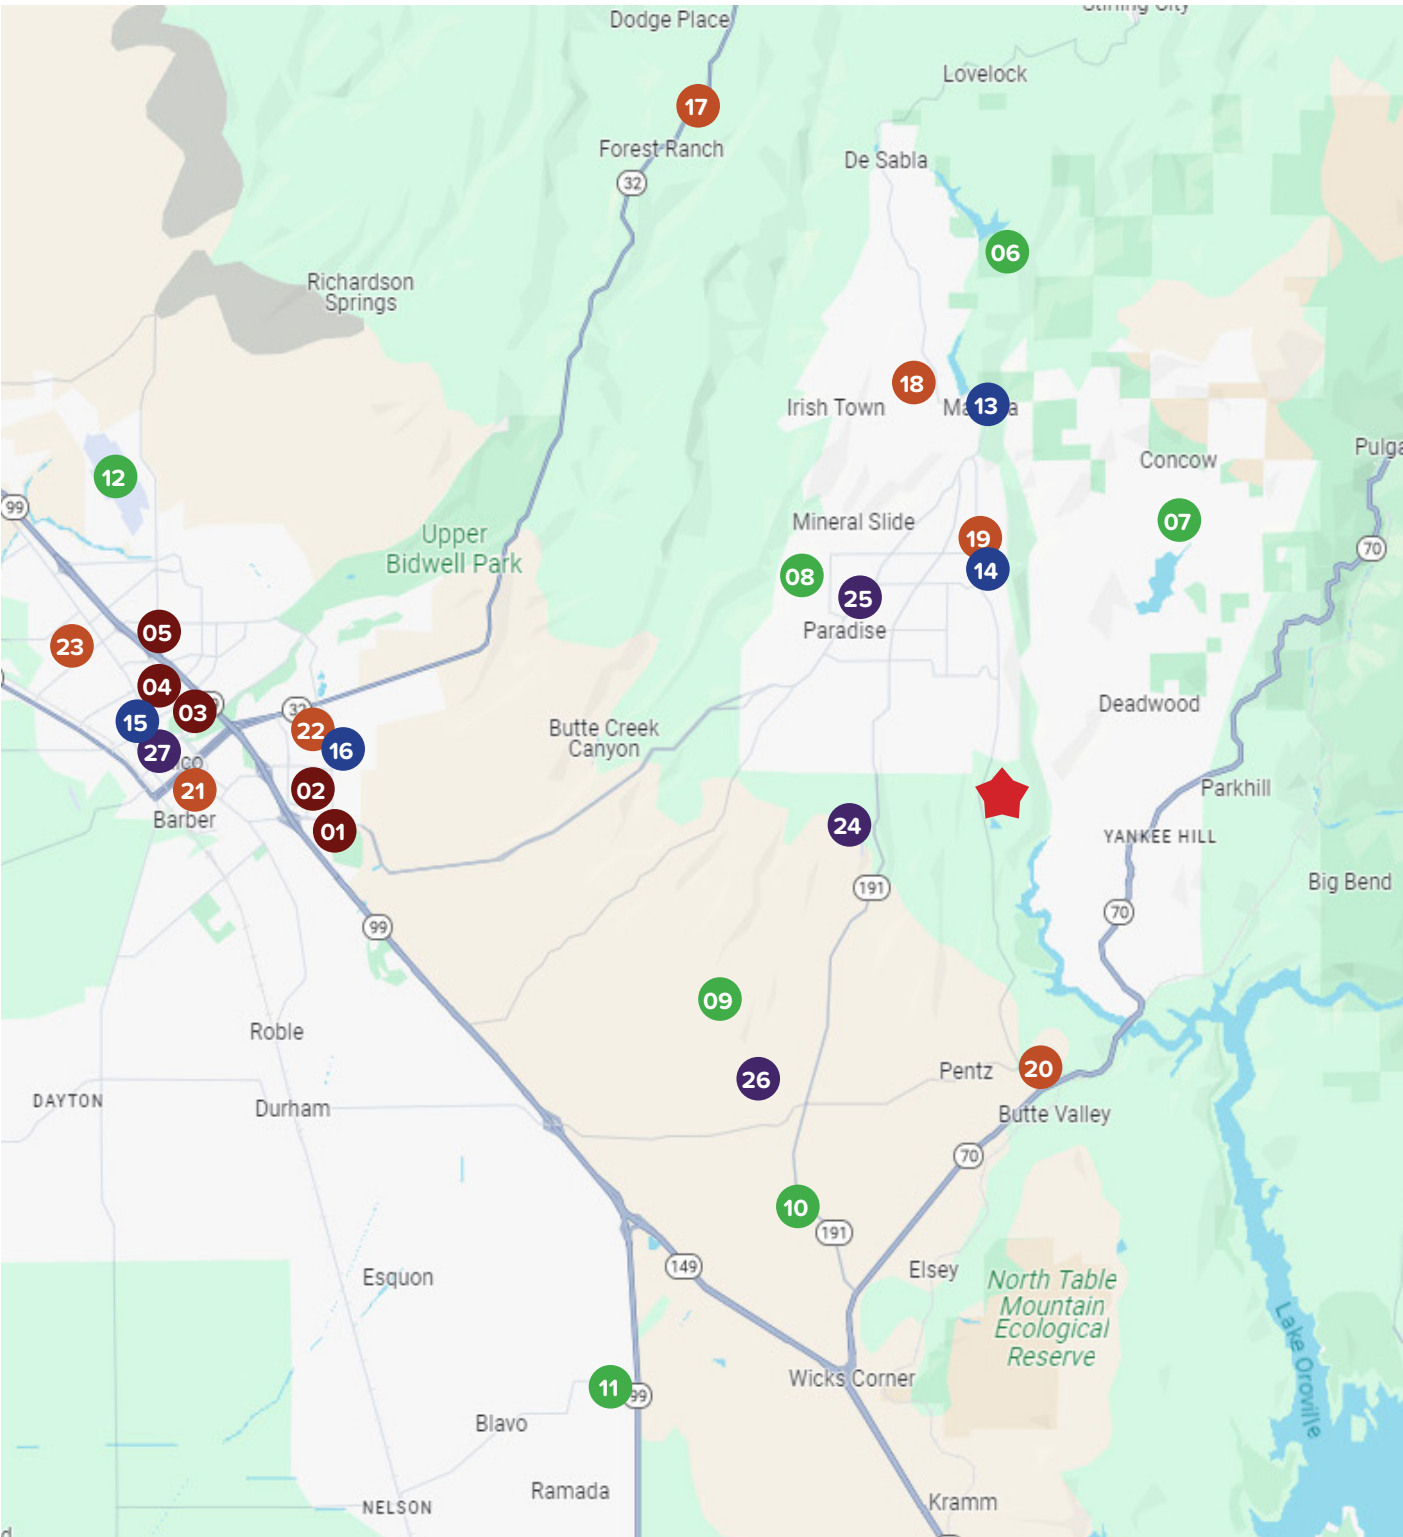 Dodge Place
Stirling City
Lovelock
17
Forest Ranch
De Sabla
32
06
Richardson
Springs
18
Irish Town
13
Concow
12
99
Upper
Bidwell Park
Mineral Slide
19
07
70
08
14
25
Paradise
05
23
04
03
15
32
22
16
27
Butte Creek
Canyon
Deadwood
02
21
Barber
01
24
Parkhill
YANKEE HILL
191
Big Bend
70
99
09
Roble
Pentz
20
26
DAYTON
Durham
Butte Valley
70
10
191
Esquon
149
Elsey
North Table
Mountain
Ecological
Reserve
Lake Oroville
Wicks Corner
11
99
Blavo
Ramada
NELSON
Kramm